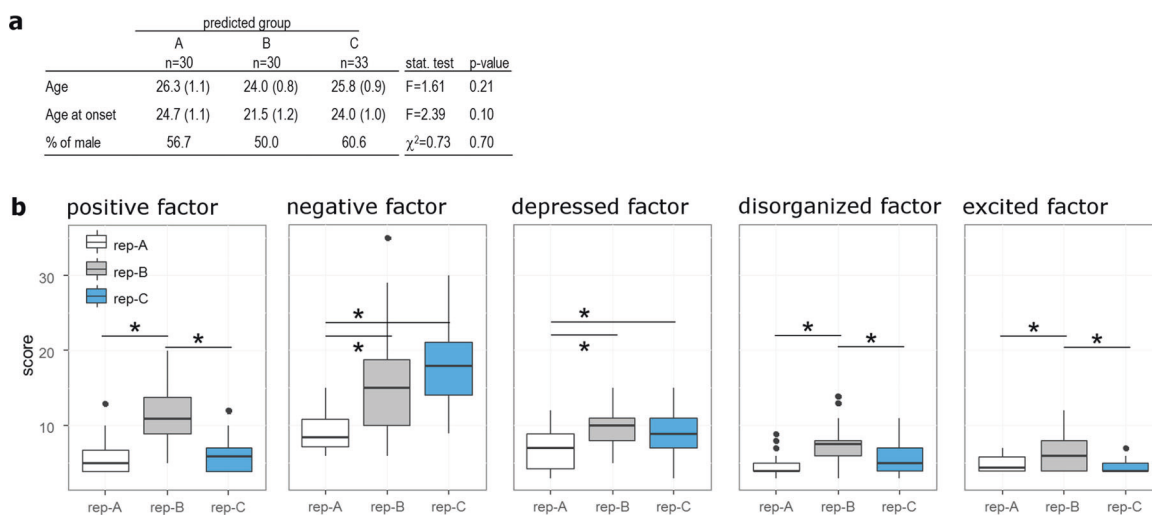 a
predicted group
A B C
n=30 n=30 n=33 stat. test p-value
Age 26.3 (1.1) 24.0 (0.8) 25.8 (0.9) F=1.61 0.21
Age at onset 24.7 (1.1) 21.5 (1.2) 24.0 (1.0) F=2.39 0.10
% of male 56.7 50.0 60.6 χ²=0.73 0.70
b positive factor negative factor depressed factor disorganized factor excited factor
rep-A
rep-B
rep-C
30
20
10
score
* * * * * * * * * *
rep-A rep-B rep-C rep-A rep-B rep-C rep-A rep-B rep-C rep-A rep-B rep-C rep-A rep-B rep-C